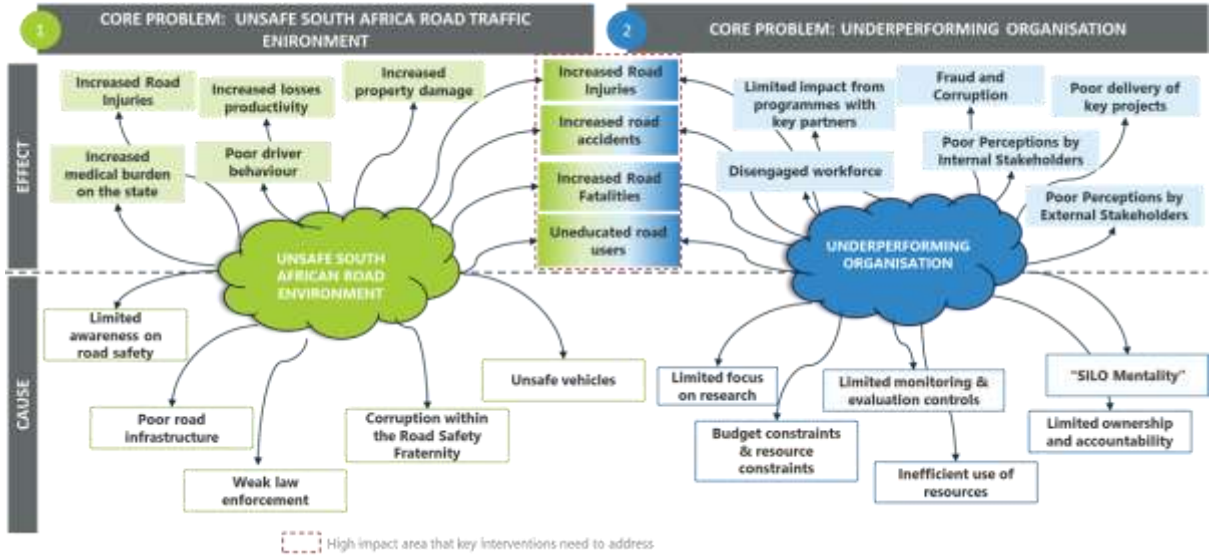 1
CORE PROBLEM: UNSAFE SOUTH AFRICA ROAD TRAFFIC
ENIRONMENT
2
CORE PROBLEM: UNDERPERFORMING ORGANISATION
EFFECT
Increased Road
Injuries
Increased losses
productivity
Increased
property damage
Increased
medical burden
on the state
Poor driver
behaviour
Increased Road
Injuries
Increased road
accidents
Increased Road
Fatalities
Uneducated road
users
Limited impact from
programmes with
key partners
Fraud and
Corruption
Poor delivery of
key projects
Disengaged workforce
Poor Perceptions by
Internal Stakeholders
Poor Perceptions by
External Stakeholders
UNSAFE SOUTH
AFRICAN ROAD
ENVIRONMENT
UNDERPERFORMING
ORGANISATION
CAUSE
Limited
awareness on
road safety
Poor road
infrastructure
Weak law
enforcement
Corruption within
the Road Safety
Fraternity
Unsafe vehicles
Limited focus
on research
Budget constraints
& resource
constraints
Limited monitoring &
evaluation controls
Inefficient use of
resources
"SILO Mentality"
Limited ownership
and accountability
High impact area that key interventions need to address